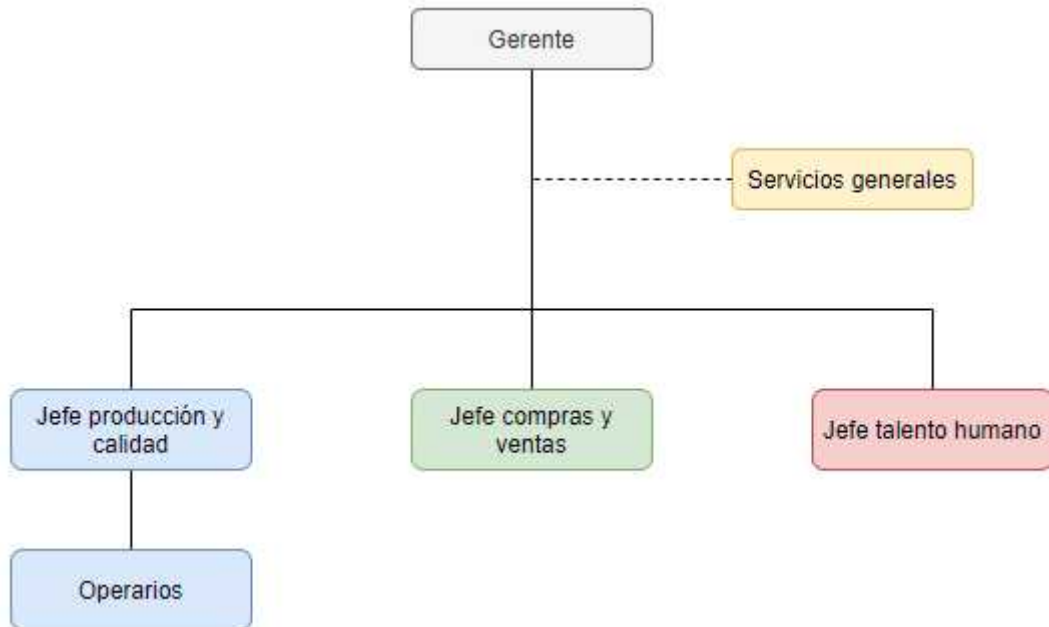 Gerente
Servicios generales
Jefe producción y
calidad
Jefe compras y
ventas
Jefe talento humano
Operarios